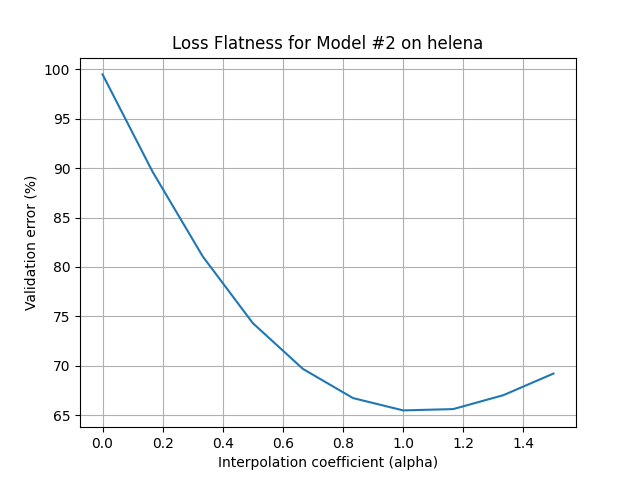 Loss Flatness for Model #2 on helena
Validation error (%)
100
95
90
85
80
75
70
65
0.0 0.2 0.4 0.6 0.8 1.0 1.2 1.4
Interpolation coefficient (alpha)